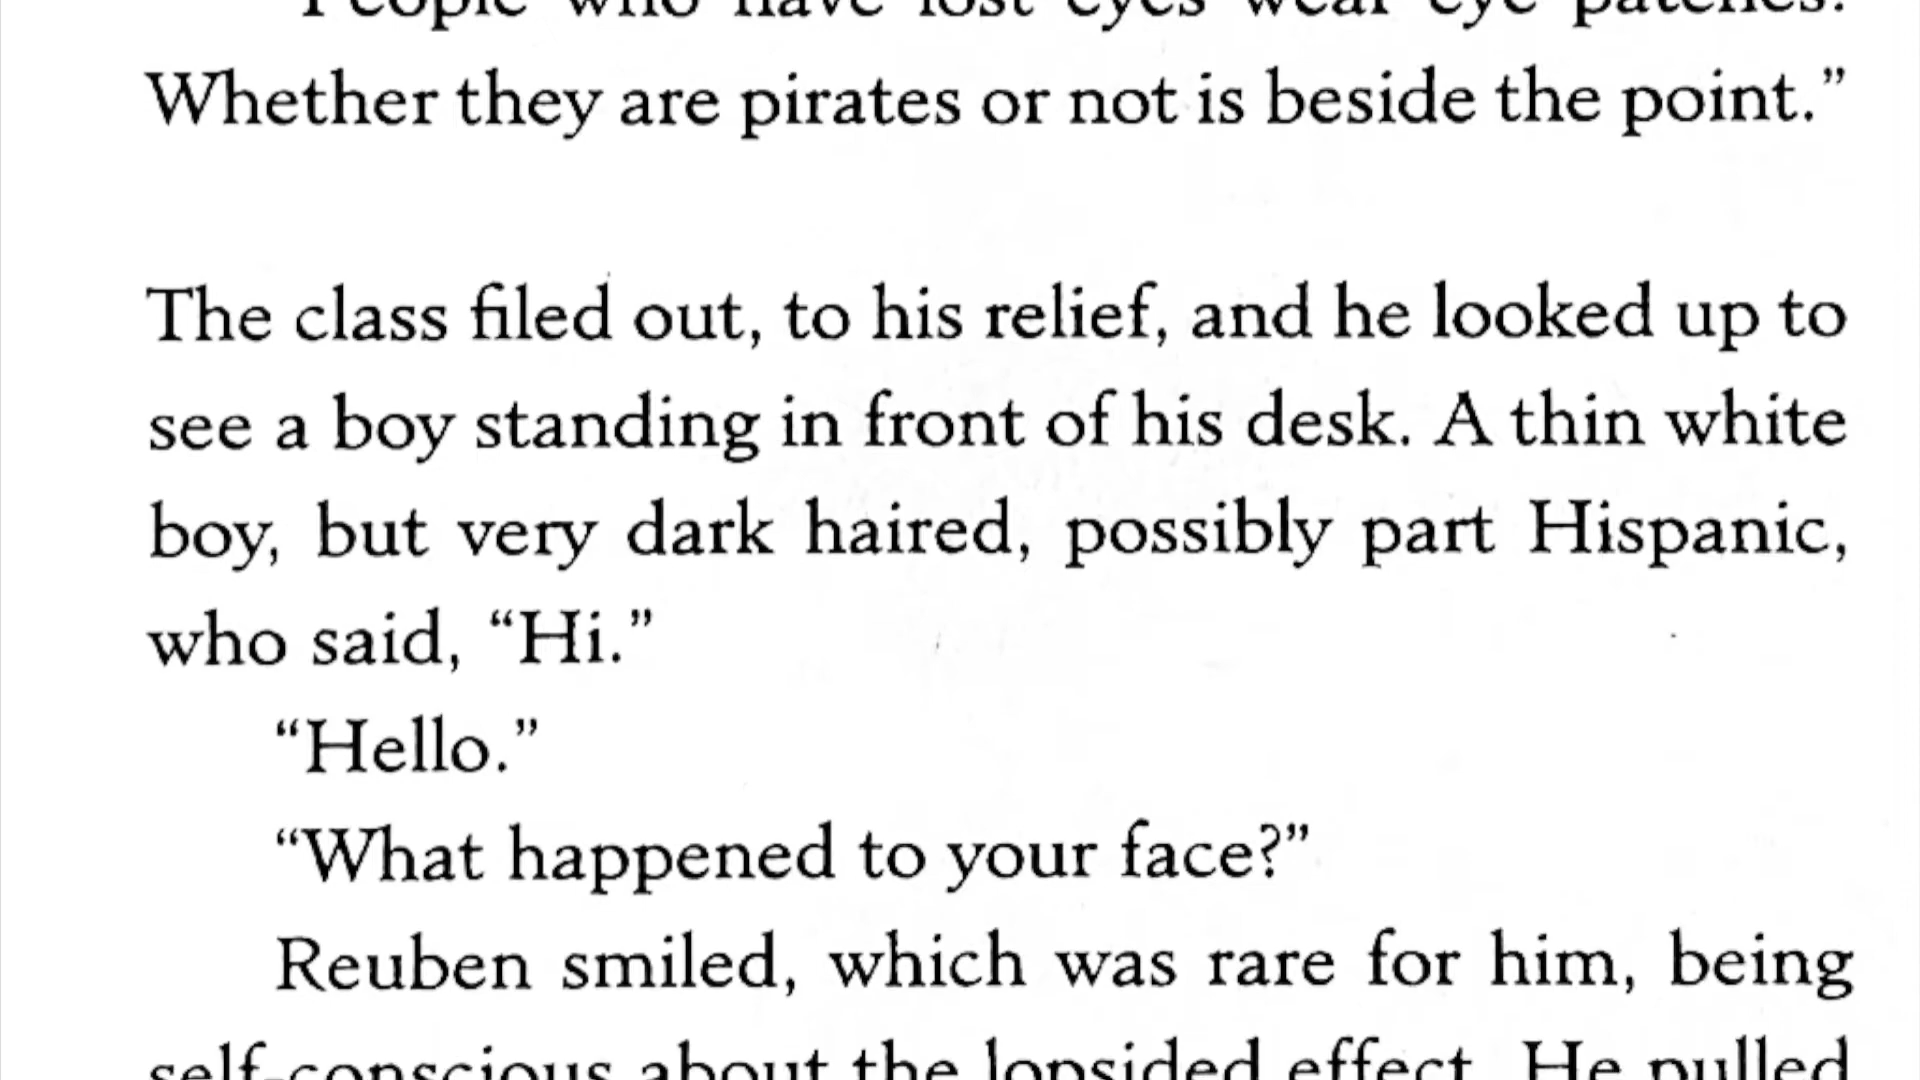 People who have lost eyes wear eye patches.
Whether they are pirates or not is beside the point.”
The class filed out, to his relief, and he looked up to
see a boy standing in front of his desk. A thin white
boy, but very dark haired, possibly part Hispanic,
who said, “Hi.”
“Hello.”
“What happened to your face?”
Reuben smiled, which was rare for him, being
self-conscious about the lopsided effect. He pulled